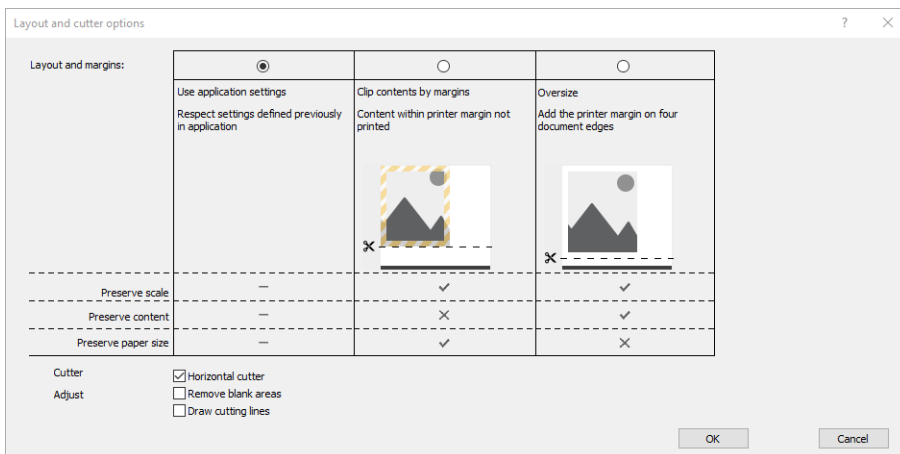 Layout and cutter options
Layout and margins:
Use application settings
Respect settings defined previously
in application
Clip contents by margins
Content within printer margin not
printed
Oversize
Add the printer margin on four
document edges
Preserve scale
Preserve content
Preserve paper size
Cutter
Horizontal cutter
Adjust
Remove blank areas
Draw cutting lines
OK
Cancel